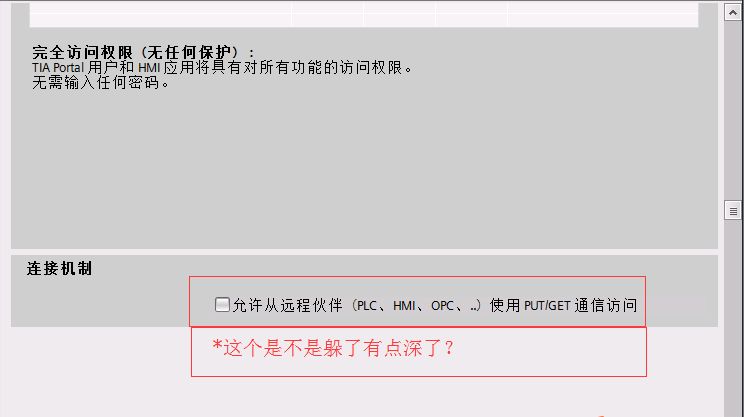 完全访问权限（无任何保护）：
TIA Portal 用户和 HMI 应用将具有对所有功能的访问权限。
无需输入任何密码。
连接机制
允许从远程伙伴（PLC、HMI、OPC、..）使用 PUT/GET 通信访问
*这个是不是躲了有点深了？